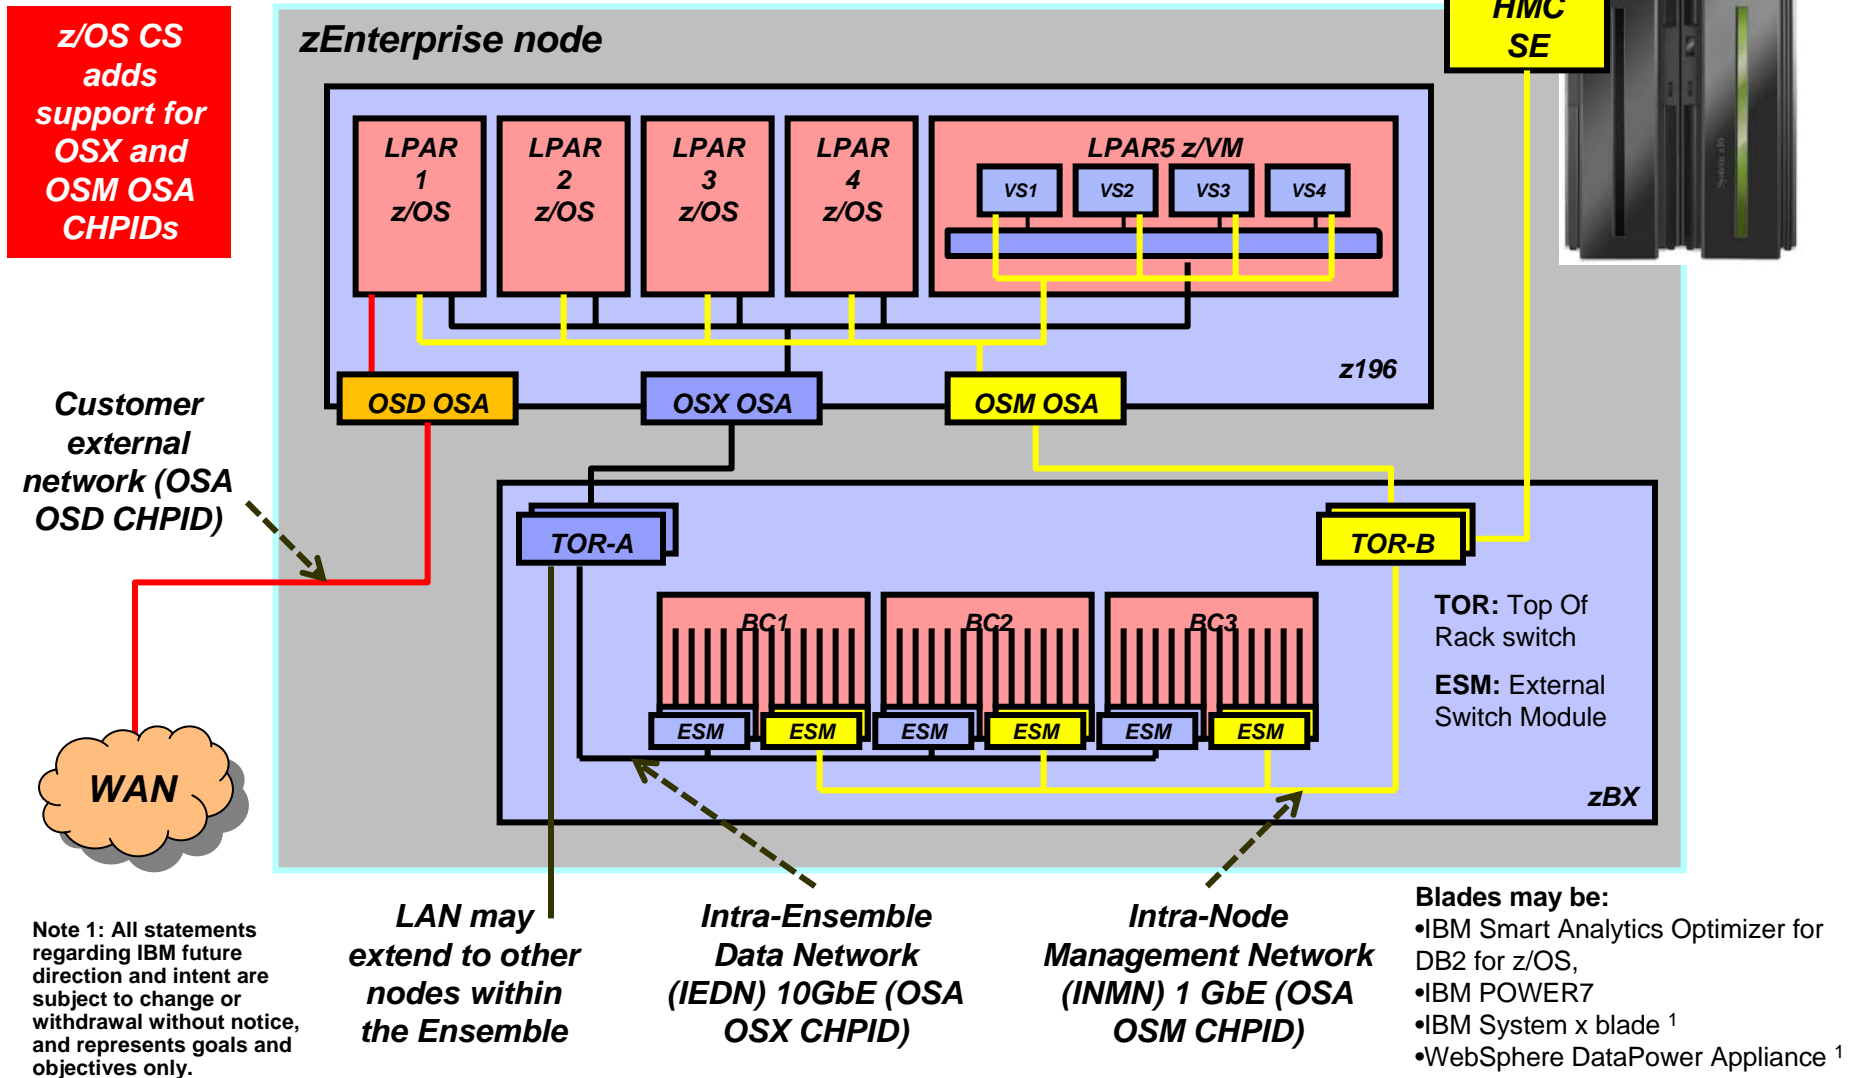 z/OS CS
adds
support for
OSX and
OSM OSA
CHPIDs
zEnterprise node
HMC
SE
LPAR
1
z/OS
LPAR
2
z/OS
LPAR
3
z/OS
LPAR
4
z/OS
LPAR5 z/VM
VS1
VS2
VS3
VS4
z196
OSD OSA
OSX OSA
OSM OSA
Customer
external
network (OSA
OSD CHPID)
TOR-A
TOR-B
BC1
BC2
BC3
TOR: Top Of
Rack switch
ESM: External
Switch Module
ESM
ESM
ESM
ESM
ESM
ESM
zBX
WAN
Note 1: All statements
regarding IBM future
direction and intent are
subject to change or
withdrawal without notice,
and represents goals and
objectives only.
LAN may
extend to other
nodes within
the Ensemble
Intra-Ensemble
Data Network
(IEDN) 10GbE (OSA
OSX CHPID)
Intra-Node
Management Network
(INMN) 1 GbE (OSA
OSM CHPID)
Blades may be:
•IBM Smart Analytics Optimizer for
DB2 for z/OS,
•IBM POWER7
•IBM System x blade 1
•WebSphere DataPower Appliance 1